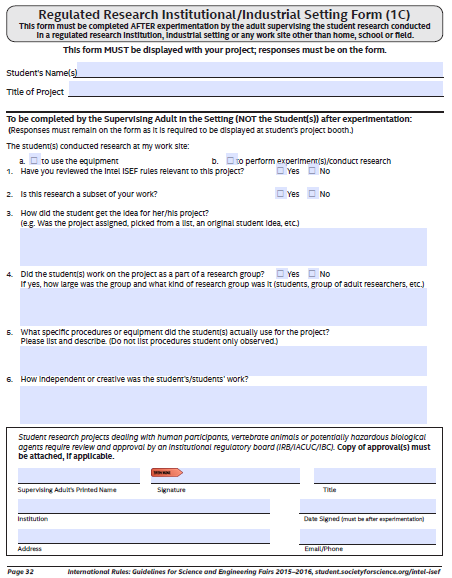 Regulated Research Institutional/Industrial Setting Form (1C)
This form must be completed AFTER experimentation by the adult supervising the student research conducted
in a regulated research institution, industrial setting or any work site other than home, school or field.
This form MUST be displayed with your project; responses must be on the form.
Student's Name(s)
Title of Project
To be completed by the Supervising Adult in the Setting (NOT the Student(s)) after experimentation:
(Responses must remain on the form as it is required to be displayed at student's project booth.)
The student(s) conducted research at my work site:
a. to use the equipment b. to perform experiment(s)/conduct research
1. Have you reviewed the Intel ISEF rules relevant to this project? Yes No
2. Is this research a subset of your work? Yes No
3. How did the student get the idea for her/his project?
(e.g. Was the project assigned, picked from a list, an original student idea, etc.)
4. Did the student(s) work on the project as a part of a research group? Yes No
If yes, how large was the group and what kind of research group was it (students, group of adult researchers, etc.)
5. What specific procedures or equipment did the student(s) actually use for the project?
Please list and describe. (Do not list procedures student only observed.)
6. How independent or creative was the student's/students' work?
Student research projects dealing with human participants, vertebrate animals or potentially hazardous biological
agents require review and approval by an institutional regulatory board (IRB/IACUC/IBC). Copy of approval(s) must
be attached, if applicable.
Supervising Adult's Printed Name Signature Title
Institution Date Signed (must be after experimentation)
Address Email/Phone
Page 32 International Rules: Guidelines for Science and Engineering Fairs 2015–2016, student.societyforscience.org/intel-isef